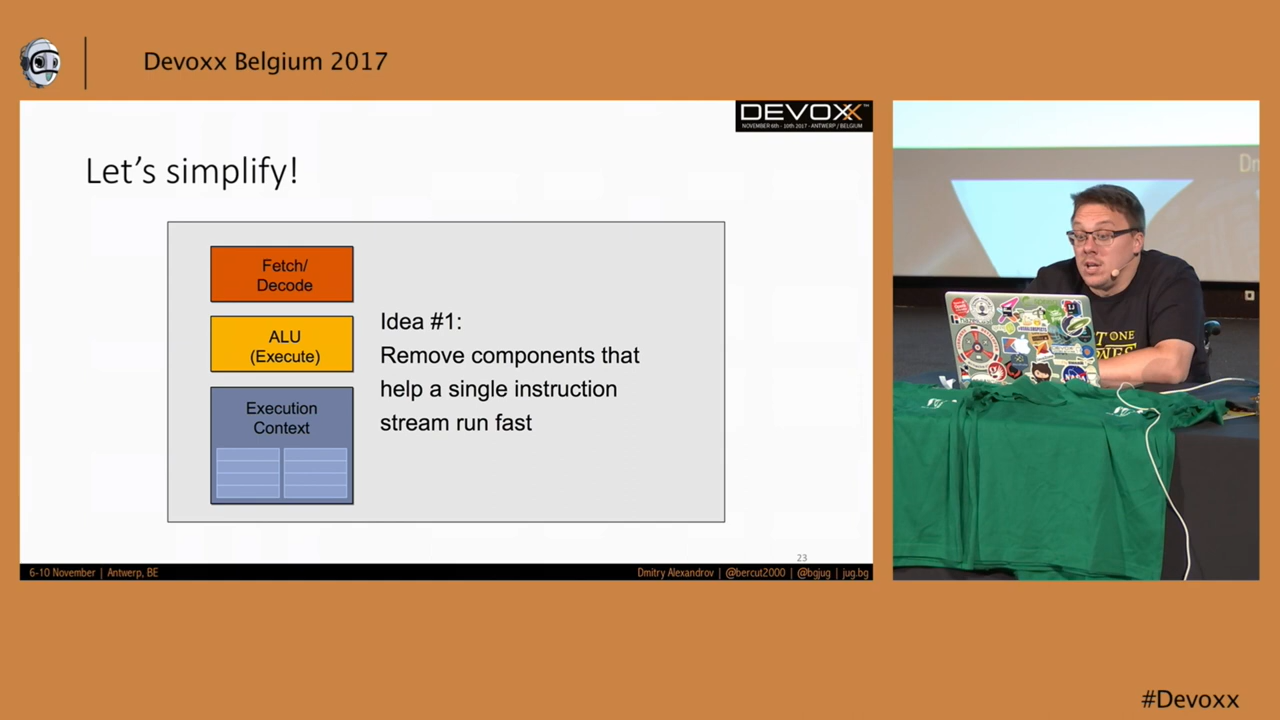 Devoxx Belgium 2017
DEVOXX™
NOVEMBER 6th - 10th 2017 - ANTWERP / BELGIUM
Let's simplify!
Fetch/
Decode
ALU
(Execute)
Execution
Context
Idea #1:
Remove components that
help a single instruction
stream run fast
23
6-10 November | Antwerp, BE
Dmitry Alexandrov | @bercut2000 | @bgjug | jug.bg
NASA
#Devoxx